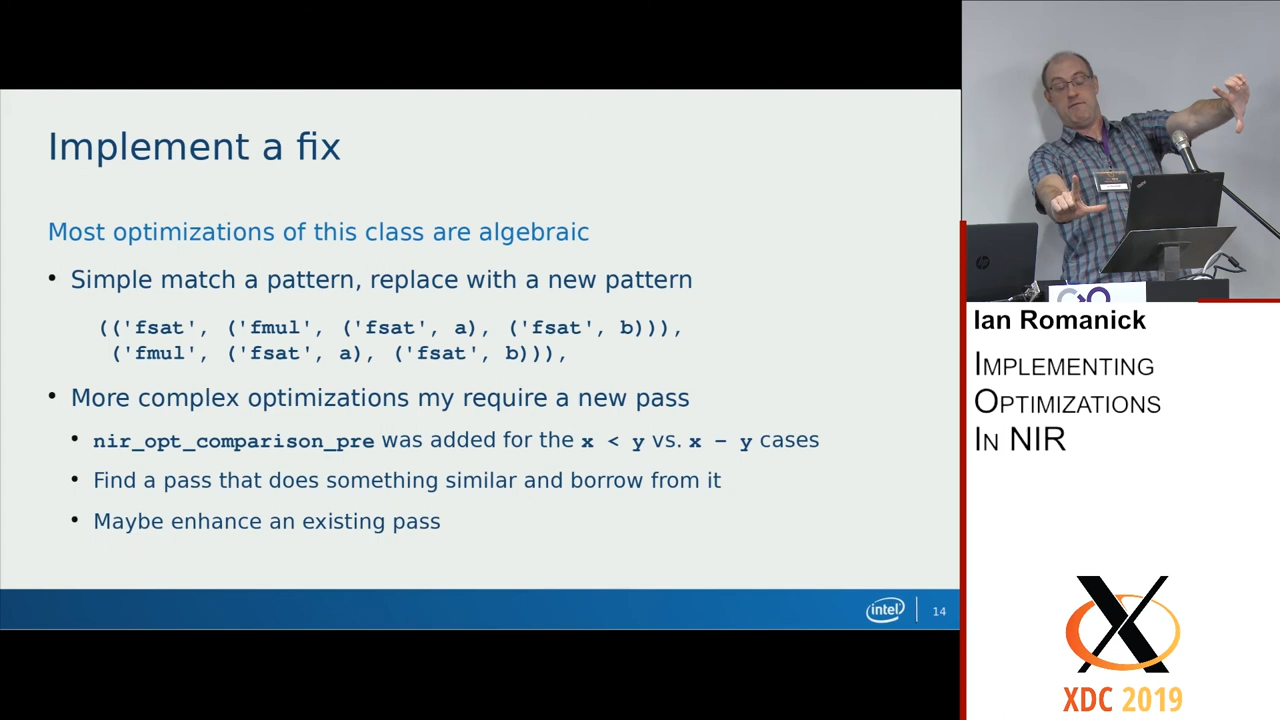 Implement a fix
Most optimizations of this class are algebraic
• Simple match a pattern, replace with a new pattern
(('fsat', ('fmul', ('fsat', a), ('fsat', b))),
('fmul', ('fsat', a), ('fsat', b))),
• More complex optimizations my require a new pass
• nir_opt_comparison_pre was added for the x < y vs. x – y cases
• Find a pass that does something similar and borrow from it
• Maybe enhance an existing pass
intel
14
hp
Ian Romanick
Implementing
Optimizations
In NIR
X
XDC 2019